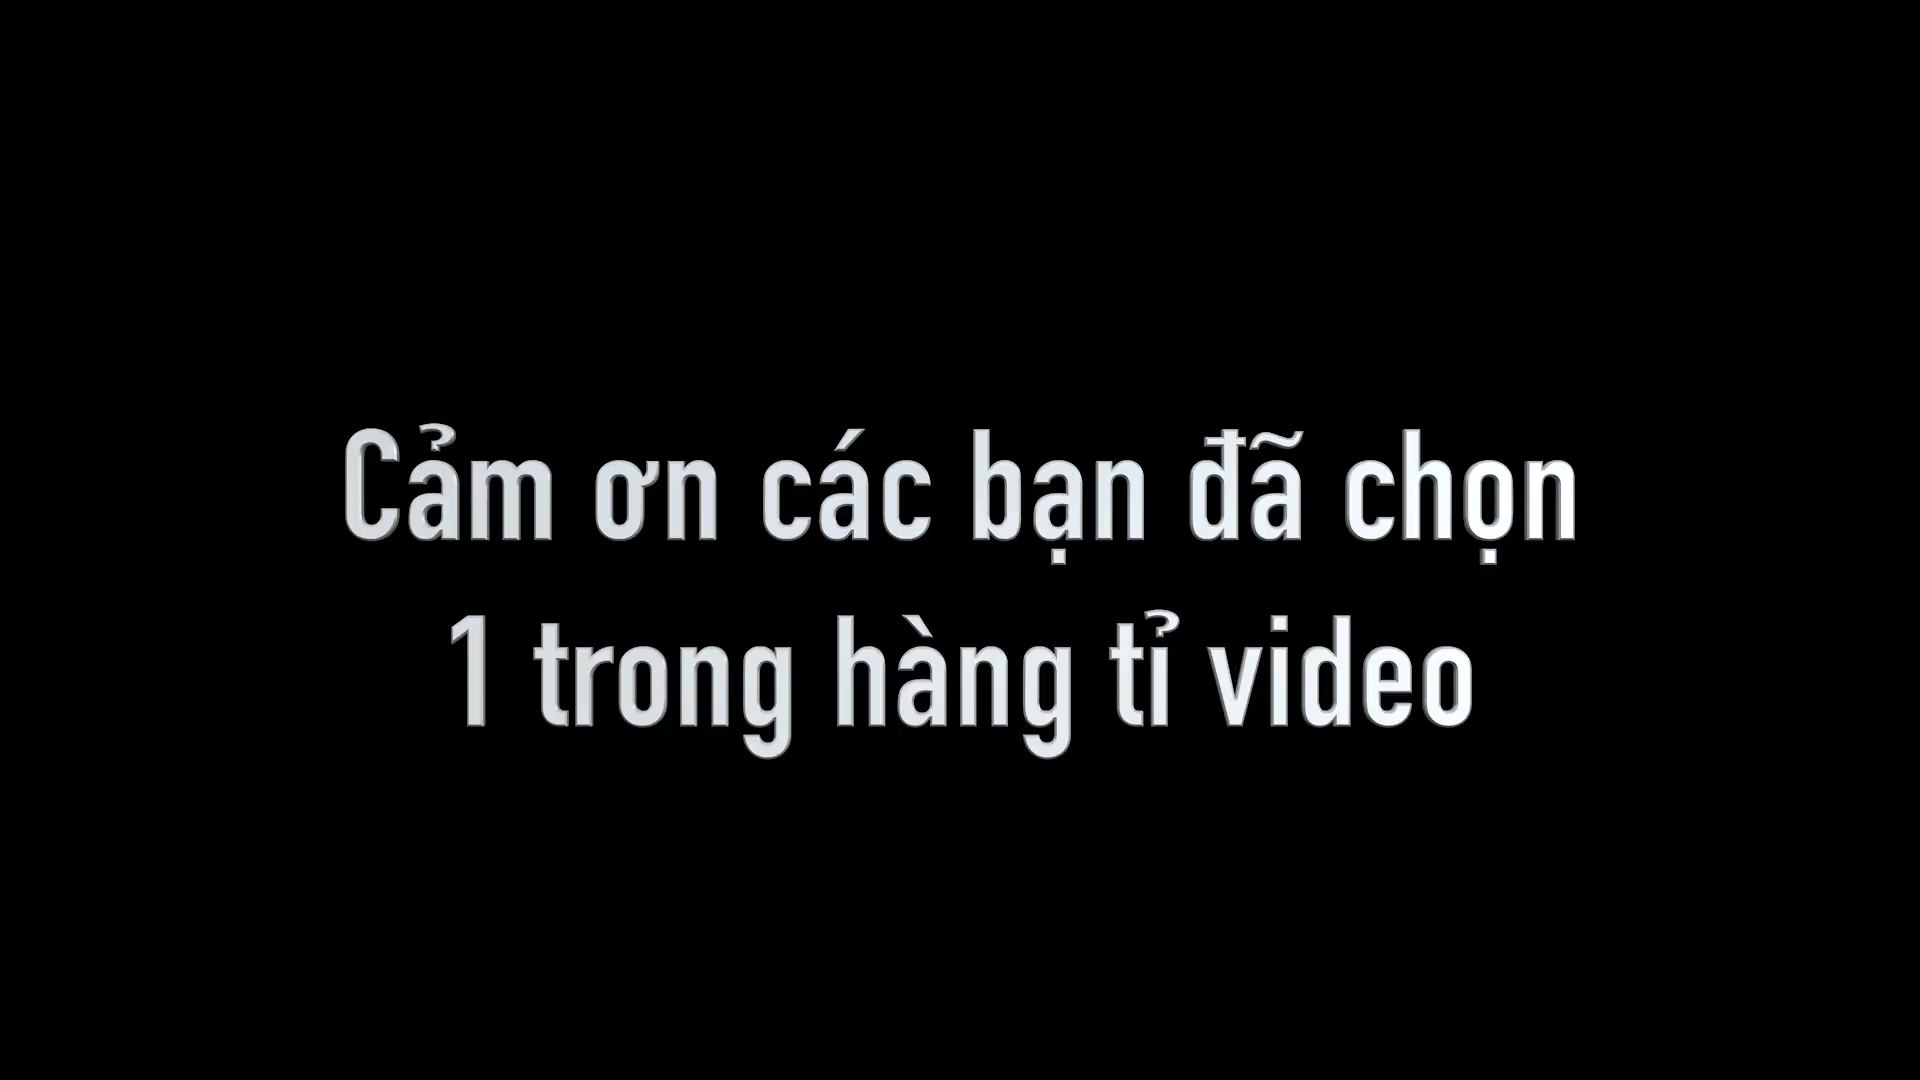 Cảm ơn các bạn đã chọn
1 trong hàng tỉ video